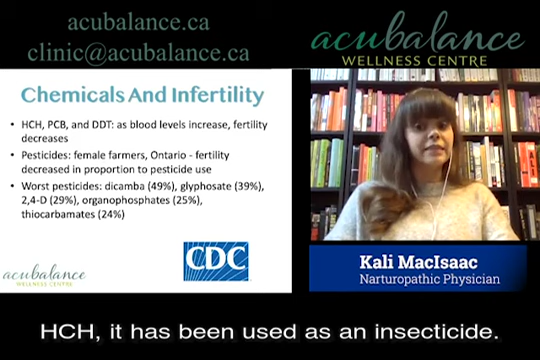 acubalance.ca
clinic@acubalance.ca
acubalance
WELLNESS CENTRE
Chemicals And Infertility
• HCH, PCB, and DDT: as blood levels increase, fertility
decreases
• Pesticides: female farmers, Ontario - fertility
decreased in proportion to pesticide use
• Worst pesticides: dicamba (49%), glyphosate (39%),
2,4-D (29%), organophosphates (25%),
thiocarbamates (24%)
acubalance
WELLNESS CENTRE
CDC
Kali MacIsaac
Narturopathic Physician
HCH, it has been used as an insecticide.